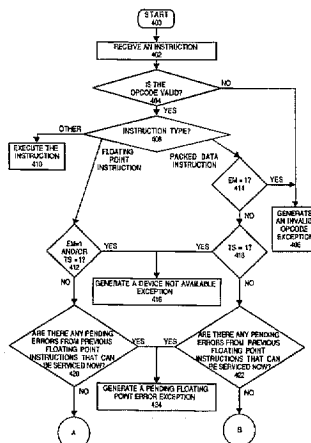 START
400
RECEIVE AN INSTRUCTION
402
IS THE
OPCODE VALID?
404
NO
YES
OTHER
INSTRUCTION TYPE?
408
EXECUTE THE
INSTRUCTION
410
FLOATING
POINT
INSTRUCTION
PACKED DATA
INSTRUCTION
EM = 1?
414
YES
NO
GENERATE
AN INVALID
OPCODE
EXCEPTION
406
EM=1
AND/OR
TS = 1?
412
YES
YES
TS = 1?
418
NO
GENERATE A DEVICE NOT AVAILABLE
EXCEPTION
416
NO
ARE THERE ANY PENDING
ERRORS FROM PREVIOUS
FLOATING POINT
INSTRUCTIONS THAT CAN
BE SERVICED NOW?
420
YES
YES
ARE THERE ANY PENDING
ERRORS FROM PREVIOUS
FLOATING POINT
INSTRUCTIONS THAT CAN
BE SERVICED NOW?
422
NO
GENERATE A PENDING FLOATING
POINT ERROR EXCEPTION
424
NO
A
B